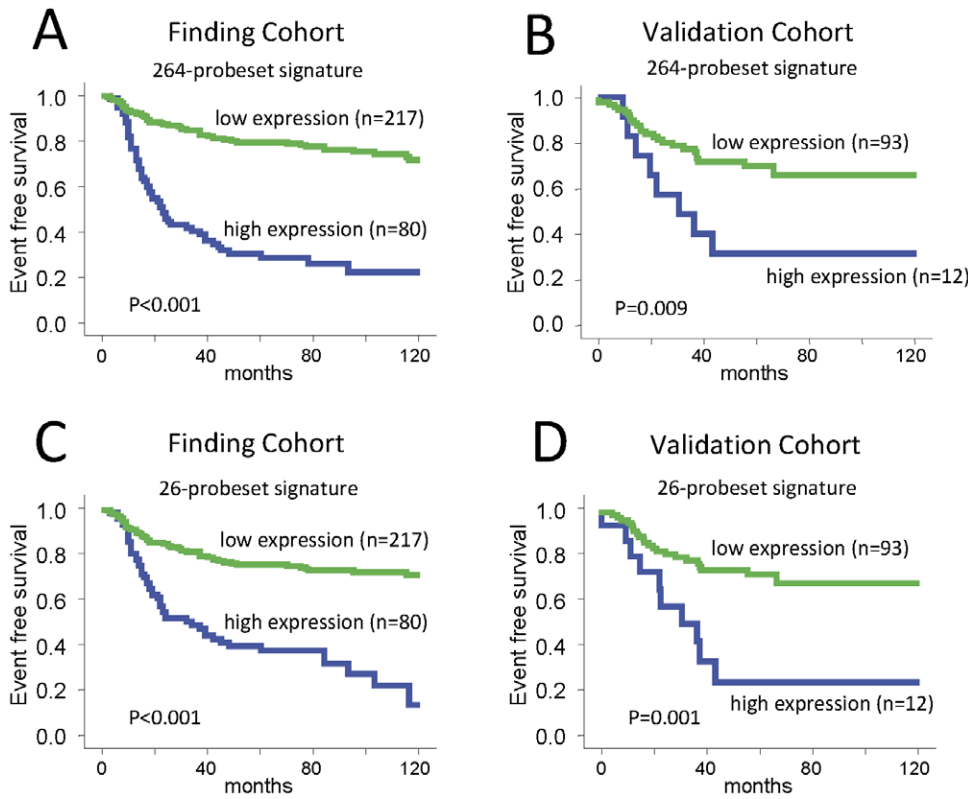 A
Finding Cohort
264-probeset signature
Event free survival
1.0
0.8
0.6
0.4
0.2
0.0
low expression (n=217)
high expression (n=80)
P<0.001
0 40 80 120
months
B
Validation Cohort
264-probeset signature
Event free survival
1.0
0.8
0.6
0.4
0.2
0.0
low expression (n=93)
high expression (n=12)
P=0.009
0 40 80 120
months
C
Finding Cohort
26-probeset signature
Event free survival
1.0
0.8
0.6
0.4
0.2
0.0
low expression (n=217)
high expression (n=80)
P<0.001
0 40 80 120
months
D
Validation Cohort
26-probeset signature
Event free survival
1.0
0.8
0.6
0.4
0.2
0.0
low expression (n=93)
high expression (n=12)
P=0.001
0 40 80 120
months